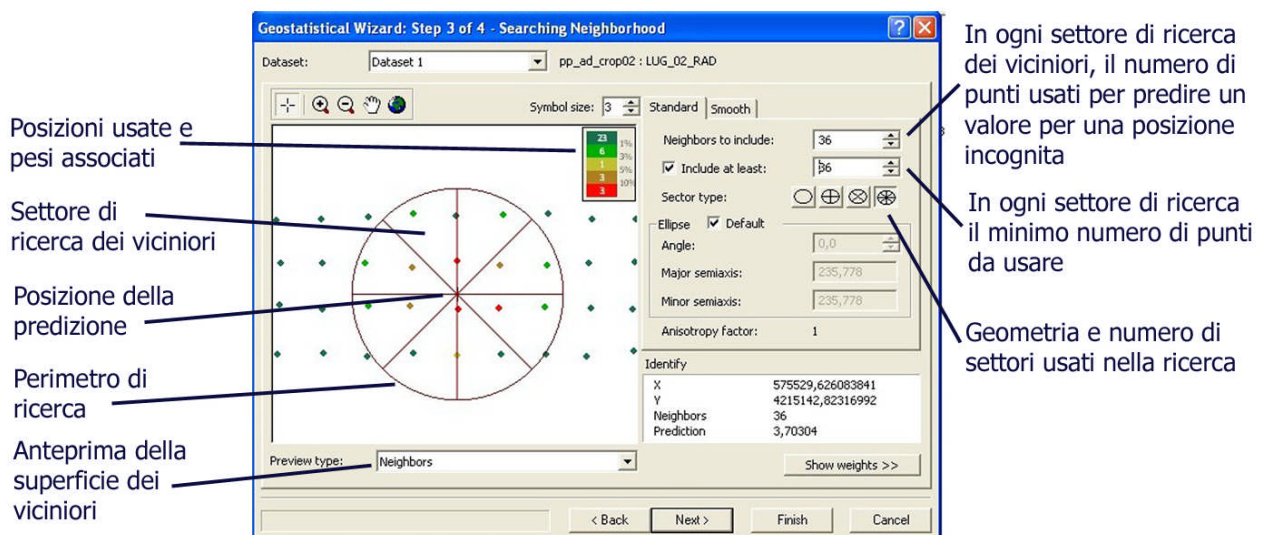 Geostatistical Wizard: Step 3 of 4 - Searching Neighborhood
Dataset:
Dataset 1
pp_ad_crop02 : LUG_02_RAD
Symbol size: 3
Standard
Smooth
23
6
1
3
3
1%
3%
5%
10%
Neighbors to include:
36
Include at least:
36
Sector type:
Ellipse
Default
Angle:
0,0
Major semiaxis:
235,778
Minor semiaxis:
235,778
Anisotropy factor:
1
Identify
X 575529,626083841
Y 4215142,82316992
Neighbors 36
Prediction 3,70304
Preview type:
Neighbors
Show weights >>
< Back
Next >
Finish
Cancel
Posizioni usate e
pesi associati
Settore di
ricerca dei viciniori
Posizione della
predizione
Perimetro di
ricerca
Anteprima della
superficie dei
viciniori
In ogni settore di ricerca
dei viciniori, il numero di
punti usati per predire un
valore per una posizione
incognita
In ogni settore di ricerca
il minimo numero di punti
da usare
Geometria e numero di
settori usati nella ricerca